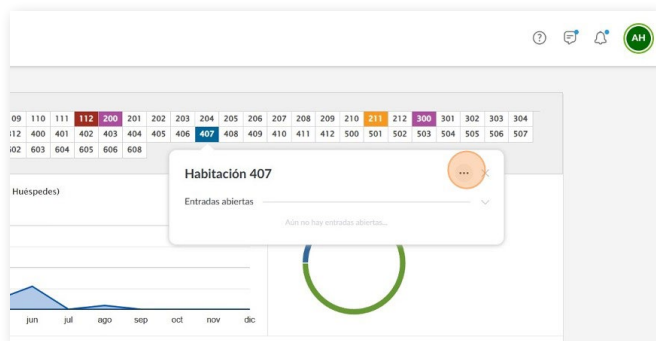 ?
AH
09 110 111 112 200 201 202 203 204 205 206 207 208 209 210 211 212 300 301 302 303 304
312 400 401 402 403 404 405 406 407 408 409 410 411 412 500 501 502 503 504 505 506 507
602 603 604 605 606 608
Habitación 407
...
Entradas abiertas
Aún no hay entradas abiertas...
Huéspedes)
jun jul ago sep oct nov dic